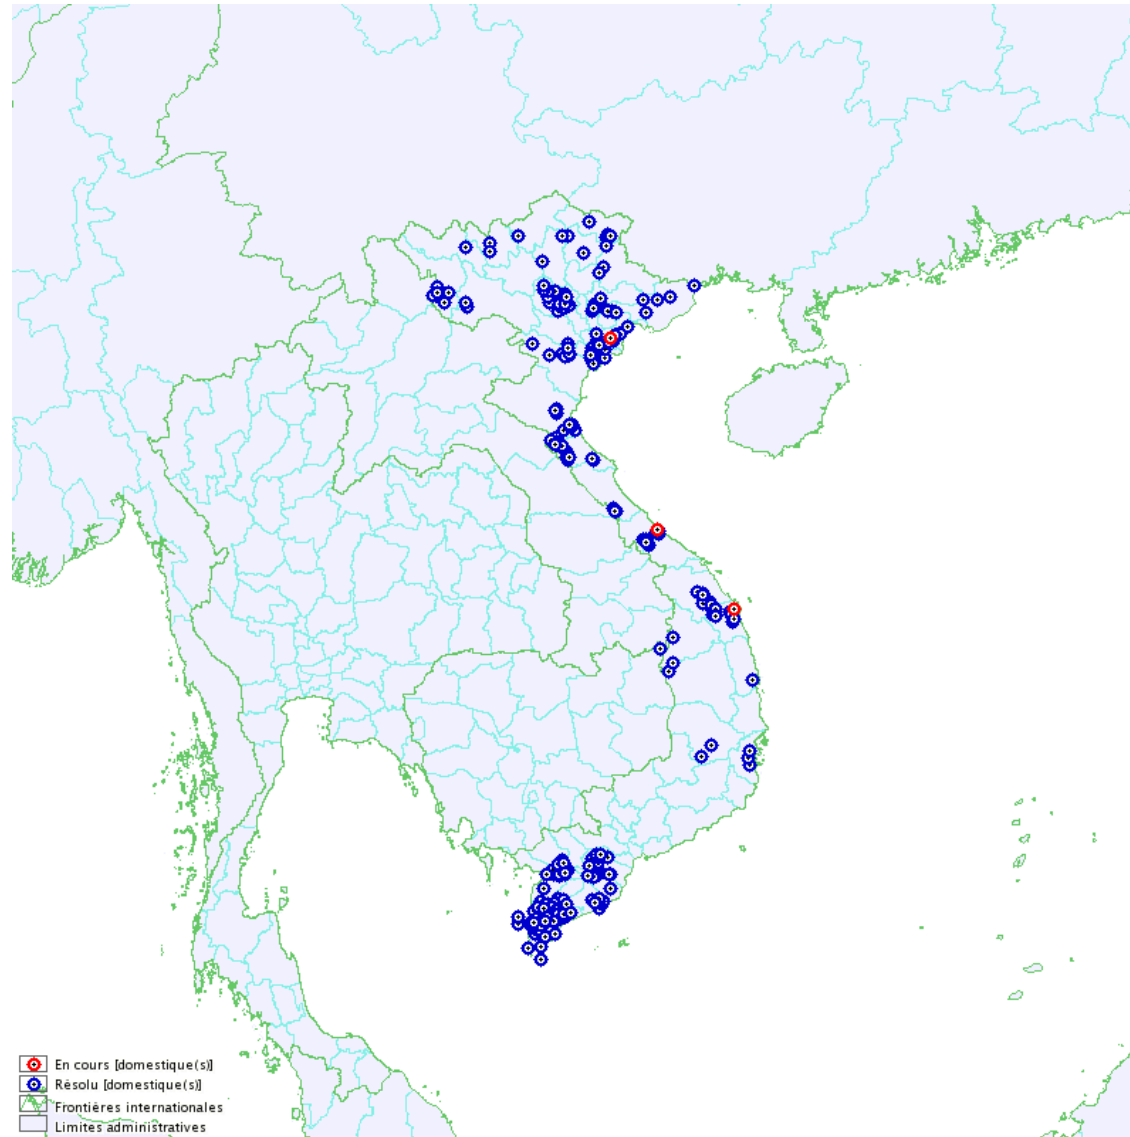 En cours [domestique(s)]
Résolu [domestique(s)]
Frontières internationales
Limites administratives